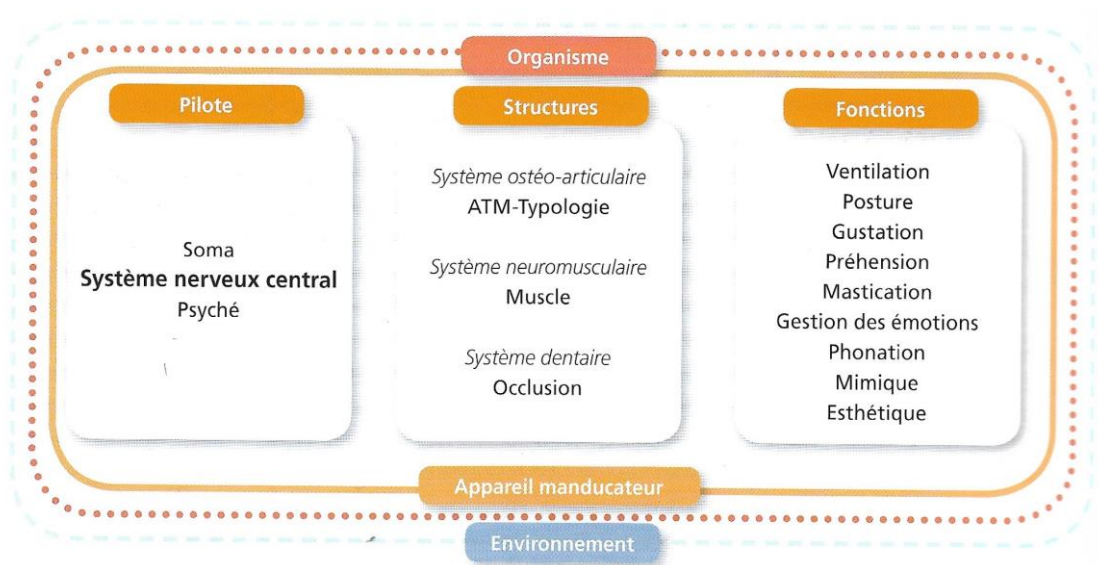 Organisme
Pilote
Soma
Système nerveux central
Psyché
Structures
Système ostéo-articulaire
ATM-Typologie
Système neuromusculaire
Muscle
Système dentaire
Occlusion
Fonctions
Ventilation
Posture
Gustation
Préhension
Mastication
Gestion des émotions
Phonation
Mimique
Esthétique
Appareil manducateur
Environnement